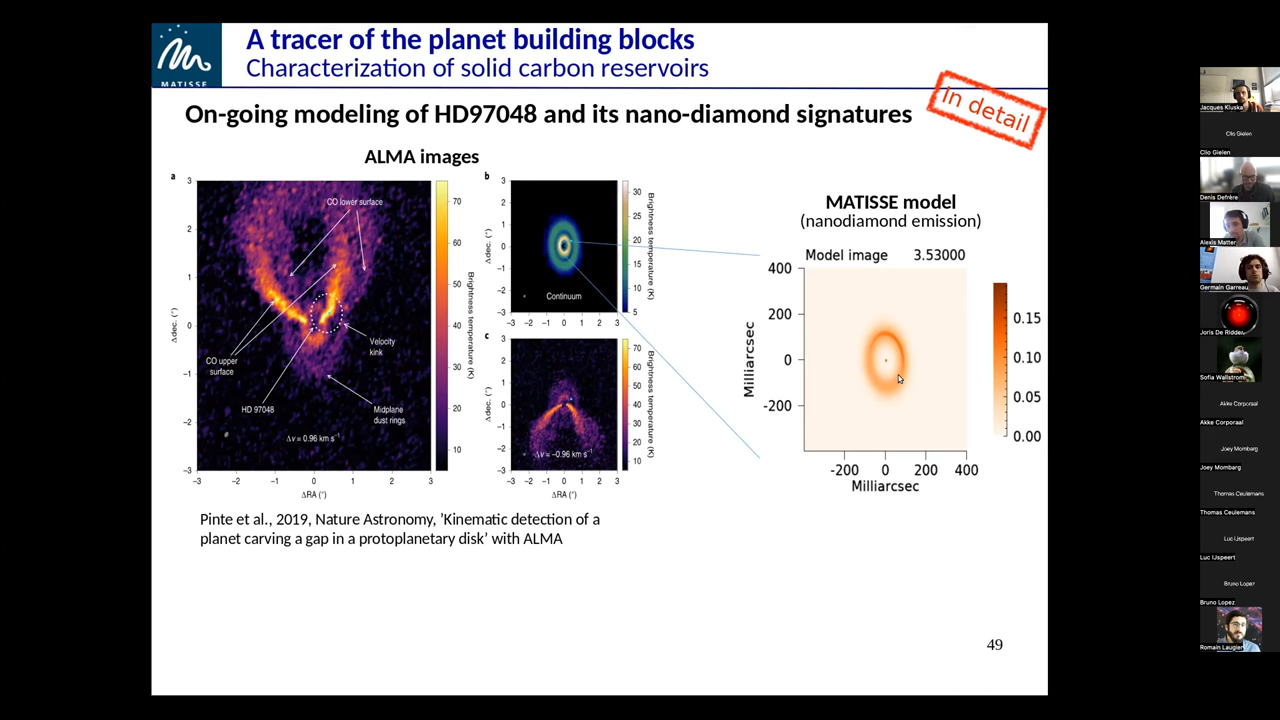 MATISSE
A tracer of the planet building blocks
Characterization of solid carbon reservoirs
On-going modeling of HD97048 and its nano-diamond signatures
In detail
ALMA images
a
3
2
1
0
−1
−2
−3
Δdec. (″)
−3 −2 −1 0 1 2 3
ΔRA (″)
CO lower surface
CO upper
surface
Velocity
kink
HD 97048
Midplane
dust rings
Δv = 0.96 km s⁻¹
70
60
50
40
30
20
10
Brightness temperature (K)
b
3
2
1
0
−1
−2
−3
Δdec. (″)
Continuum
−3 −2 −1 0 1 2 3
30
25
20
15
10
5
Brightness temperature (K)
c
3
2
1
0
−1
−2
−3
Δdec. (″)
Δv = −0.96 km s⁻¹
−3 −2 −1 0 1 2 3
ΔRA (″)
70
60
50
40
30
20
10
Brightness temperature (K)
MATISSE model
(nanodiamond emission)
Model image 3.53000
400
200
0
-200
Milliarcsec
-200 0 200 400
Milliarcsec
0.15
0.10
0.05
0.00
Pinte et al., 2019, Nature Astronomy, 'Kinematic detection of a
planet carving a gap in a protoplanetary disk' with ALMA
49
Jacques Kluska
Clio Gielen
Clio Gielen
Denis Defrère
Alexis Matter
Germain Garreau
Joris De Ridder
Sofia Wallstrom
Akke Corporaal
Akke Corporaal
Joey Mombarg
Joey Mombarg
Thomas Ceulemans
Thomas Ceulemans
Luc IJspeert
Luc IJspeert
Bruno Lopez
Bruno Lopez
Romain Laugier